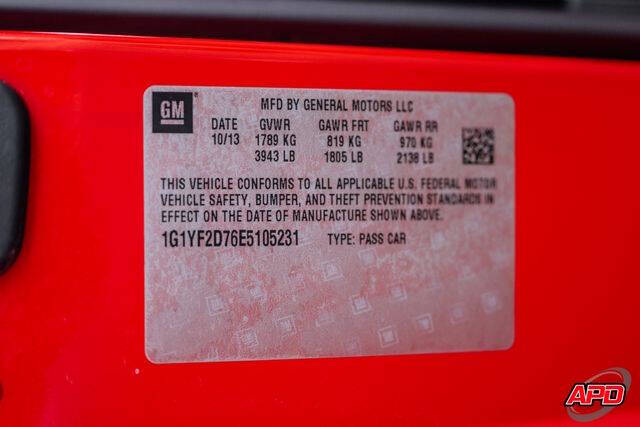 GM MFD BY GENERAL MOTORS LLC
DATE GVWR GAWR FRT GAWR RR
10/13 1789 KG 819 KG 970 KG
3943 LB 1805 LB 2138 LB
THIS VEHICLE CONFORMS TO ALL APPLICABLE U.S. FEDERAL MOTOR
VEHICLE SAFETY, BUMPER, AND THEFT PREVENTION STANDARDS IN
EFFECT ON THE DATE OF MANUFACTURE SHOWN ABOVE.
1G1YF2D76E5105231 TYPE: PASS CAR
APD